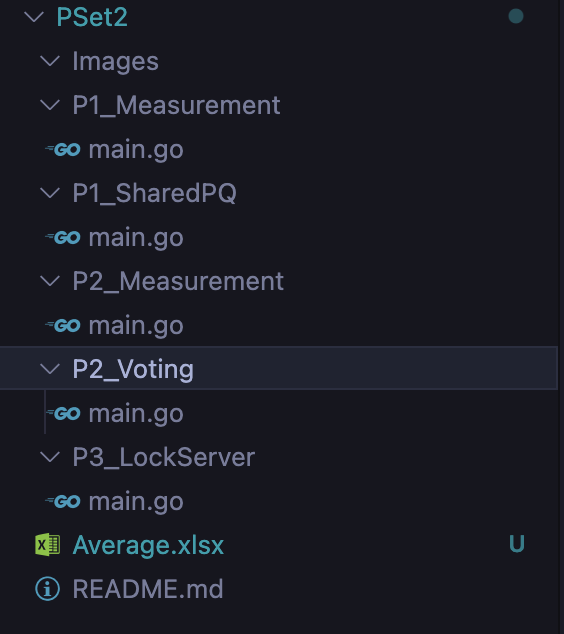 PSet2
Images
P1_Measurement
GO main.go
P1_SharedPQ
GO main.go
P2_Measurement
GO main.go
P2_Voting
GO main.go
P3_LockServer
GO main.go
X Average.xlsx U
i README.md